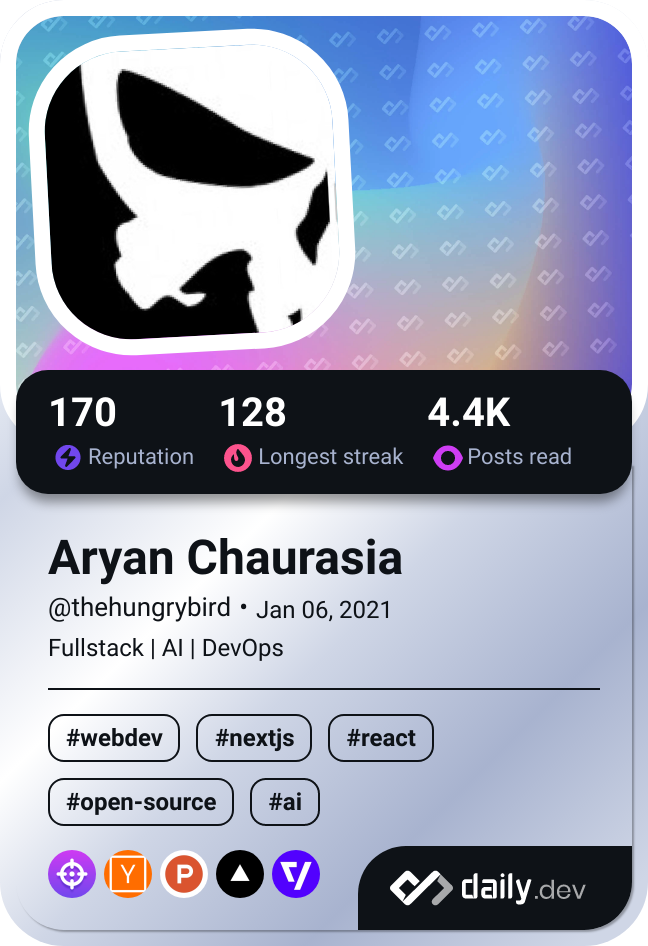 170 128 4.4K
Reputation Longest streak Posts read
Aryan Chaurasia
@thehungrybird • Jan 06, 2021
Fullstack | AI | DevOps
#webdev #nextjs #react
#open-source #ai
Y P
daily.dev